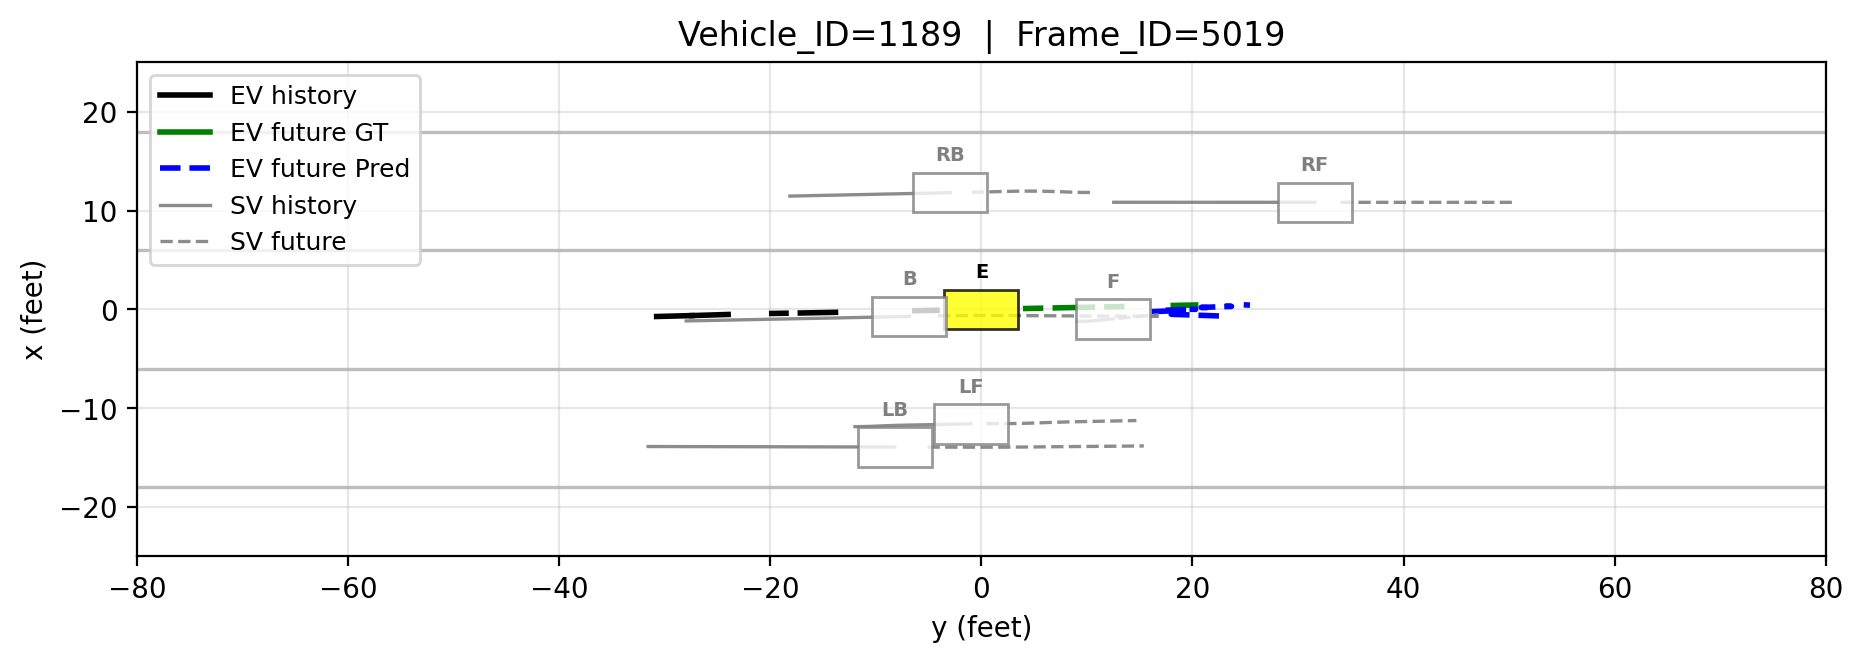 Vehicle_ID=1189 | Frame_ID=5019
EV history
EV future GT
EV future Pred
SV history
SV future
20
10
0
−10
−20
x (feet)
RB
RF
B
E
F
LF
LB
−80
−60
−40
−20
0
20
40
60
80
y (feet)